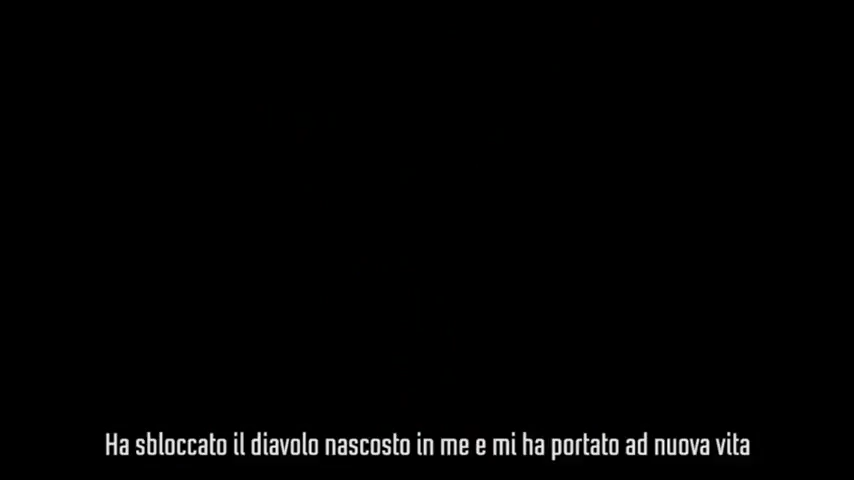 Ha sbloccato il diavolo nascosto in me e mi ha portato ad nuova vita